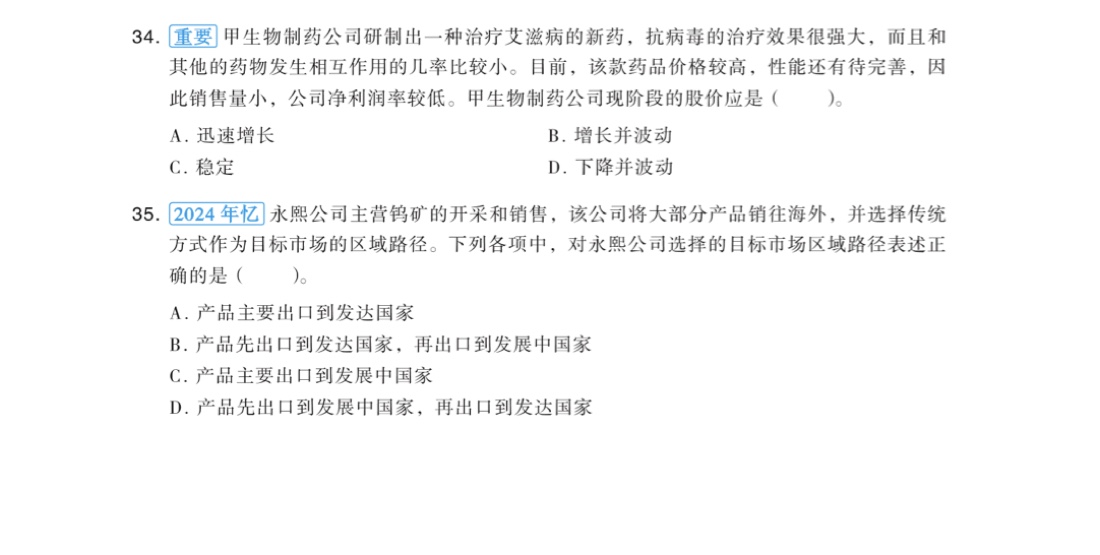 34. 重要 甲生物制药公司研制出一种治疗艾滋病的新药，抗病毒的治疗效果很强大，而且和
其他的药物发生相互作用的几率比较小。目前，该款药品价格较高，性能还有待完善，因
此销售量小，公司净利润率较低。甲生物制药公司现阶段的股价应是（　　）。
A. 迅速增长　B. 增长并波动
C. 稳定　D. 下降并波动
35. 2024 年忆 永熙公司主营钨矿的开采和销售，该公司将大部分产品销往海外，并选择传统
方式作为目标市场的区域路径。下列各项中，对永熙公司选择的目标市场区域路径表述正
确的是（　　）。
A. 产品主要出口到发达国家
B. 产品先出口到发达国家，再出口到发展中国家
C. 产品主要出口到发展中国家
D. 产品先出口到发展中国家，再出口到发达国家